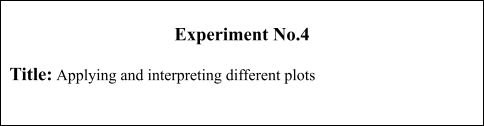 Experiment No.4
Title: Applying and interpreting different plots